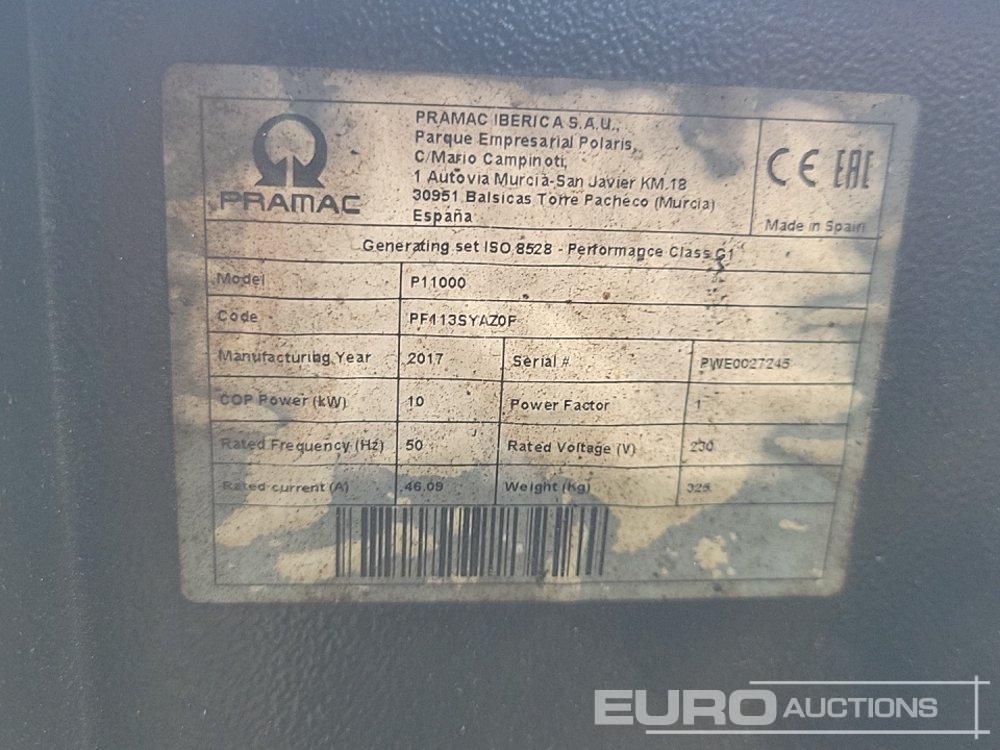 PRAMAC
PRAMAC IBERICA S.A.U.,
Parque Empresarial Polaris,
C/Mario Campinoti,
1 Autovia Murcia-San Javier KM.18
30951 Balsicas Torre Pacheco (Murcia)
España
CE EAC
Made in Spain
Generating set ISO 8528 - Performance Class G1
Model P11000
Code PF113SYAZ0F
Manufacturing Year 2017 Serial # PWE0027245
COP Power (kW) 10 Power Factor 1
Rated Frequency (Hz) 50 Rated Voltage (V) 230
Rated current (A) 46.09 Weight (Kg) 325
EURO AUCTIONS